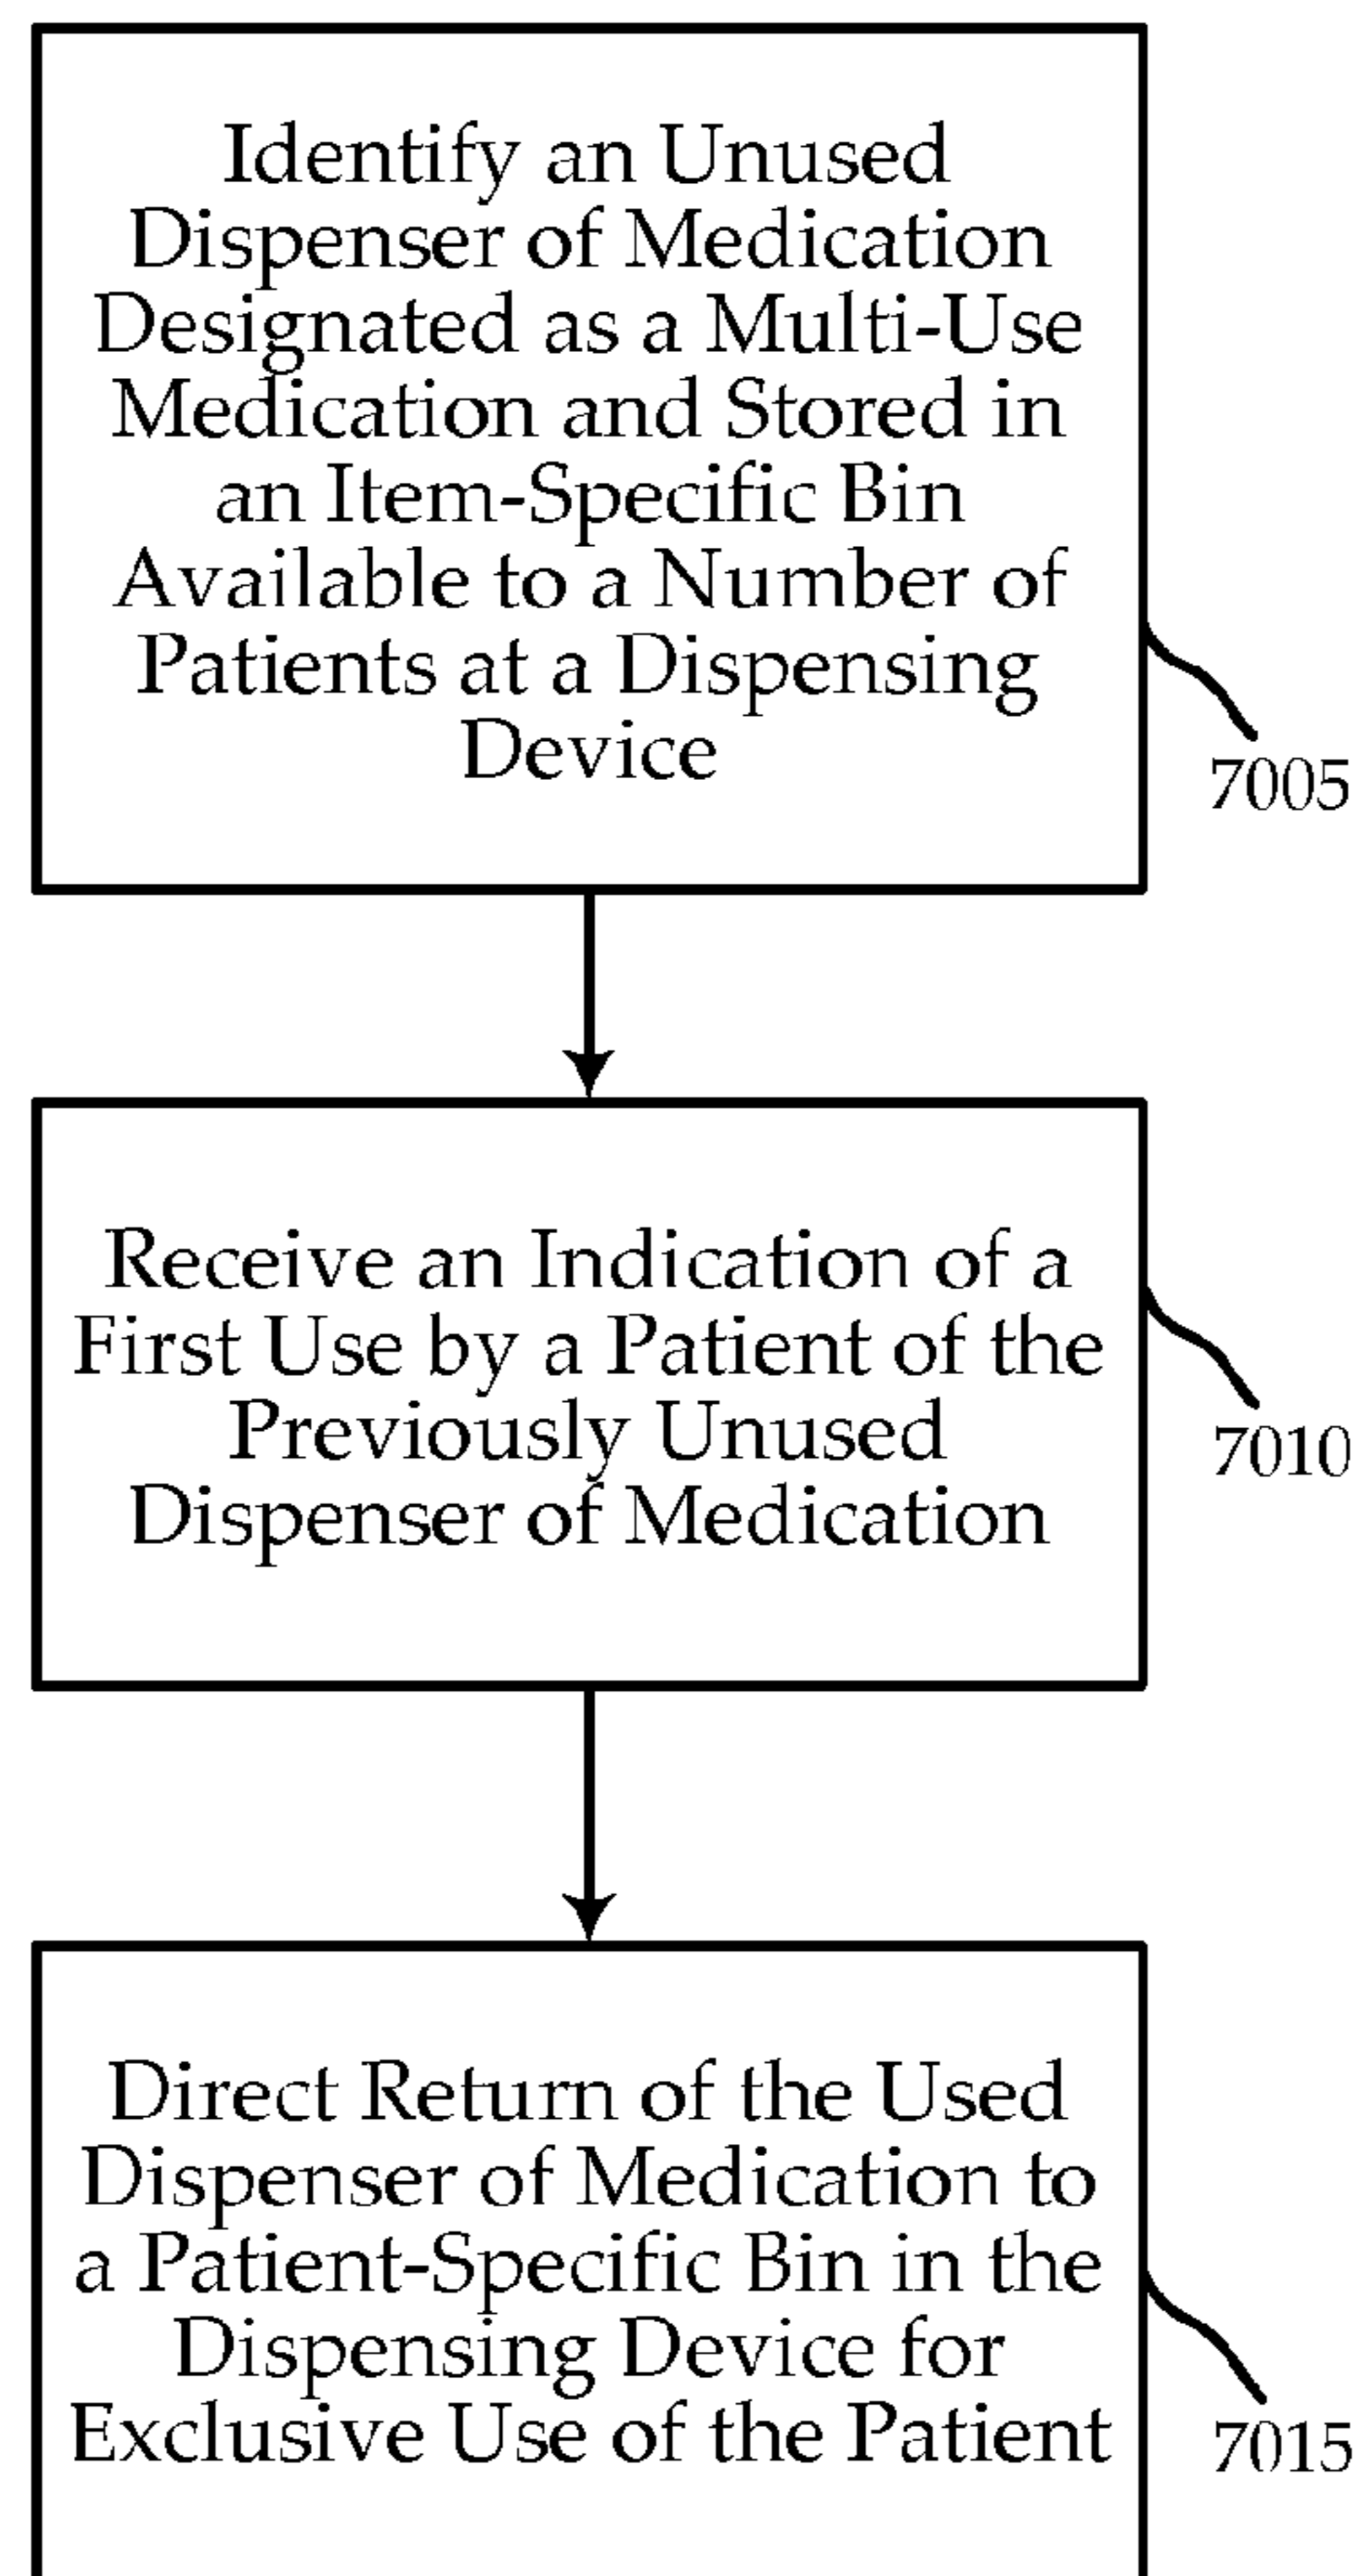 Identify an Unused
Dispenser of Medication
Designated as a Multi-Use
Medication and Stored in
an Item-Specific Bin
Available to a Number of
Patients at a Dispensing
Device
7005
Receive an Indication of a
First Use by a Patient of the
Previously Unused
Dispenser of Medication
7010
Direct Return of the Used
Dispenser of Medication to
a Patient-Specific Bin in the
Dispensing Device for
Exclusive Use of the Patient
7015